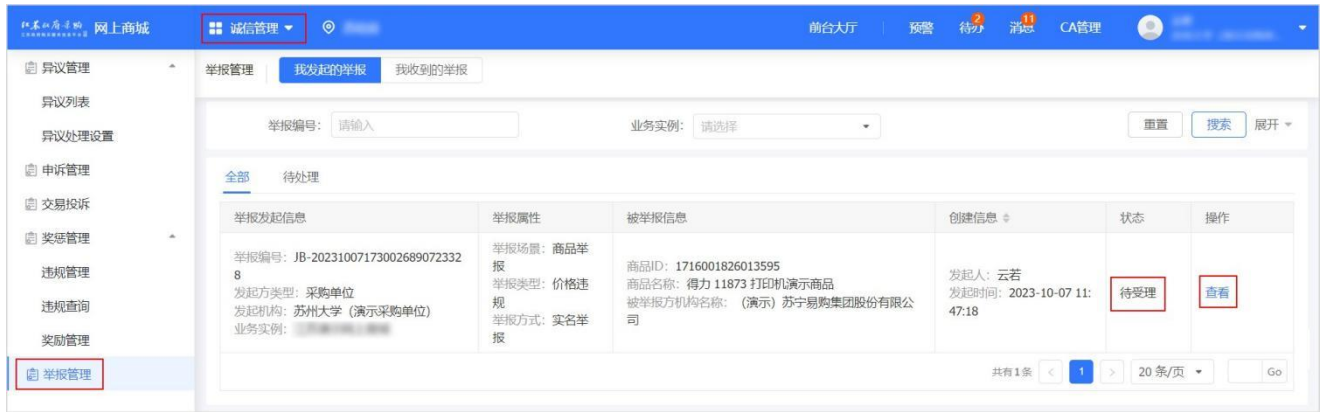 网上商城
诚信管理
前台大厅
预警
待办
2
消息
11
CA管理
异议管理
异议列表
异议处理设置
申诉管理
交易投诉
奖惩管理
违规管理
违规查询
奖励管理
举报管理
举报管理
我发起的举报
我收到的举报
举报编号： 请输入
业务实例： 请选择
重置
搜索
展开
全部
待处理
举报发起信息
举报属性
被举报信息
创建信息
状态
操作
举报编号：JB-20231007173002689072332
8
发起方类型：采购单位
发起机构：苏州大学（演示采购单位）
业务实例：
举报场景：商品举
报
举报类型：价格违
规
举报方式：实名举
报
商品ID：1716001826013595
商品名称：得力 11873 打印机演示商品
被举报方机构名称：（演示）苏宁易购集团股份有限公
司
发起人：云若
发起时间：2023-10-07 11:
47:18
待受理
查看
共有1条
1
20 条/页
Go